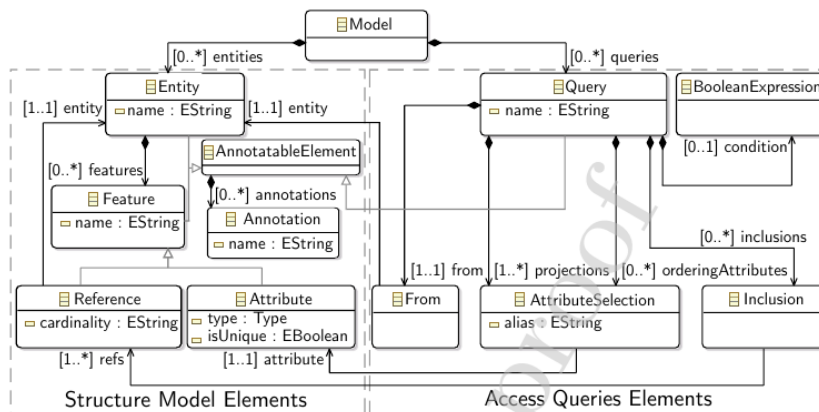 Model
[0..*] entities
[0..*] queries
Entity
name : EString
Query
name : EString
BooleanExpression
[1..1] entity
[1..1] entity
[0..1] condition
AnnotatableElement
[0..*] features
[0..*] annotations
Feature
name : EString
Annotation
name : EString
[0..*] inclusions
[1..1] from
[1..*] projections
[0..*] orderingAttributes
Reference
cardinality : EString
Attribute
type : Type
isUnique : EBoolean
From
AttributeSelection
alias : EString
Inclusion
[1..*] refs
[1..1] attribute
Structure Model Elements
Access Queries Elements
proof